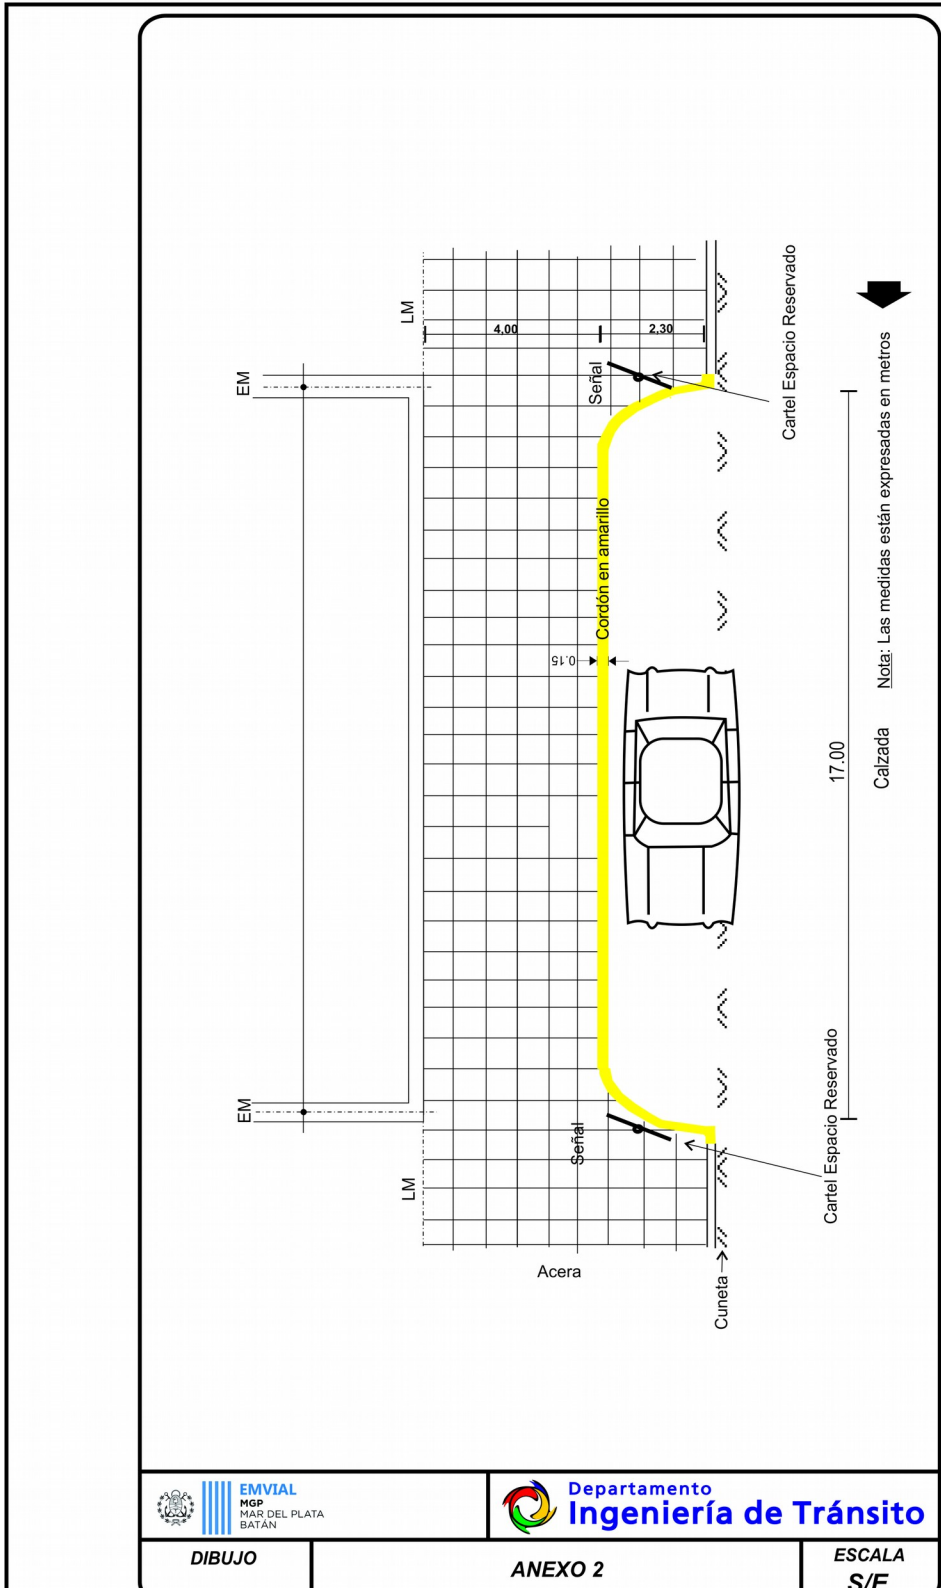 LM
EM
4,00
2,30
Señal
Cartel Espacio Reservado
Nota: Las medidas están expresadas en metros
Cordón en amarillo
0.15
17.00
Calzada
EM
LM
Señal
Cartel Espacio Reservado
Acera
Cuneta
EMVIAL
MGP
MAR DEL PLATA
BATÁN
Departamento
Ingeniería de Tránsito
DIBUJO
ANEXO 2
ESCALA
S/E